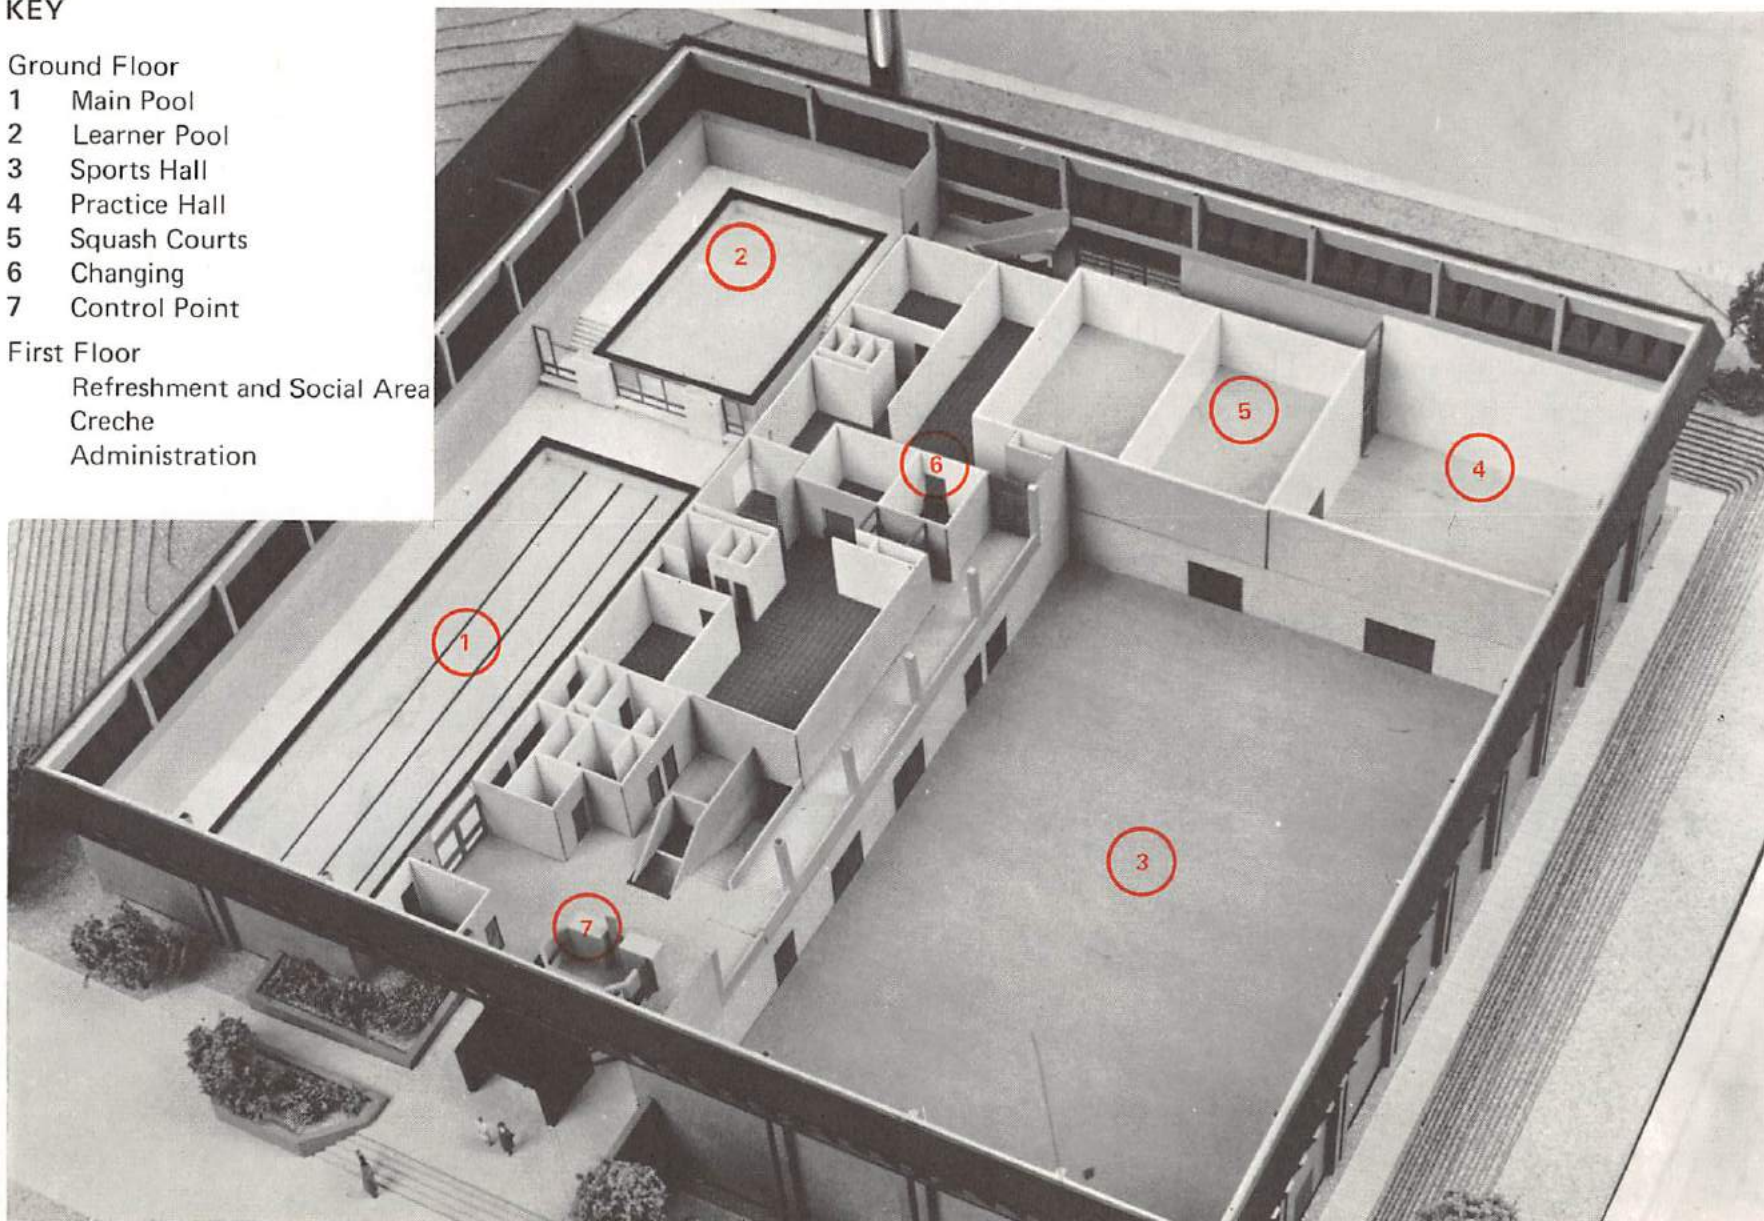 KEY
Ground Floor
1 Main Pool
2 Learner Pool
3 Sports Hall
4 Practice Hall
5 Squash Courts
6 Changing
7 Control Point
First Floor
Refreshment and Social Area
Creche
Administration
2
5
4
6
1
3
7